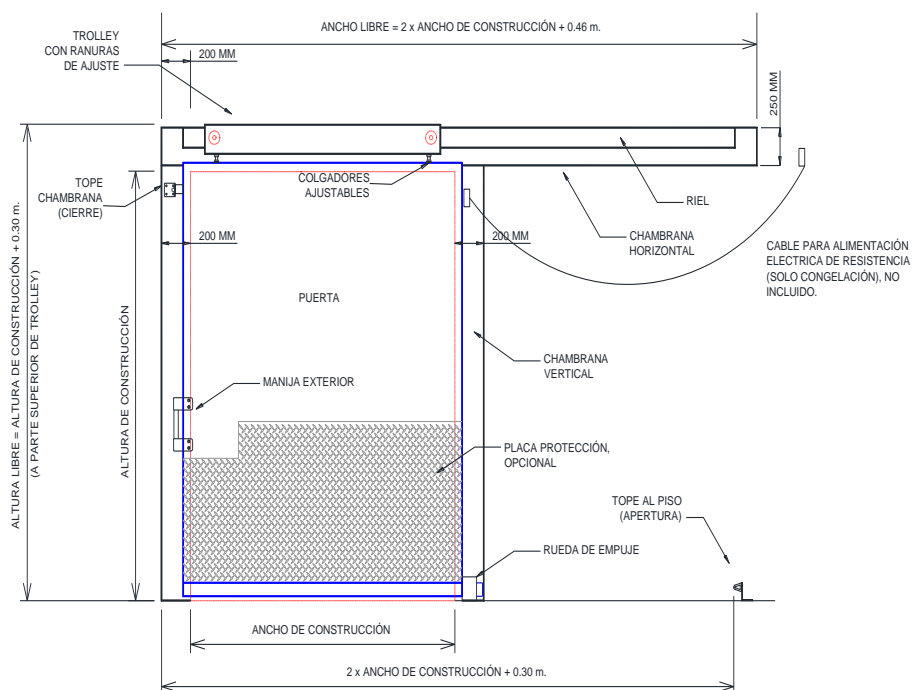 ANCHO LIBRE = 2 x ANCHO DE CONSTRUCCIÓN + 0.46 m.
TROLLEY
CON RANURAS
DE AJUSTE
200 MM
250 MM
COLGADORES
AJUSTABLES
TOPE
CHAMBRANA
(CIERRE)
RIEL
200 MM
200 MM
CHAMBRANA
HORIZONTAL
CABLE PARA ALIMENTACIÓN
ELECTRICA DE RESISTENCIA
(SOLO CONGELACIÓN), NO
INCLUIDO.
ALTURA LIBRE = ALTURA DE CONSTRUCCIÓN + 0.30 m.
(A PARTE SUPERIOR DE TROLLEY)
ALTURA DE CONSTRUCCIÓN
PUERTA
CHAMBRANA
VERTICAL
MANIJA EXTERIOR
PLACA PROTECCIÓN,
OPCIONAL
TOPE AL PISO
(APERTURA)
RUEDA DE EMPUJE
ANCHO DE CONSTRUCCIÓN
2 x ANCHO DE CONSTRUCCIÓN + 0.30 m.